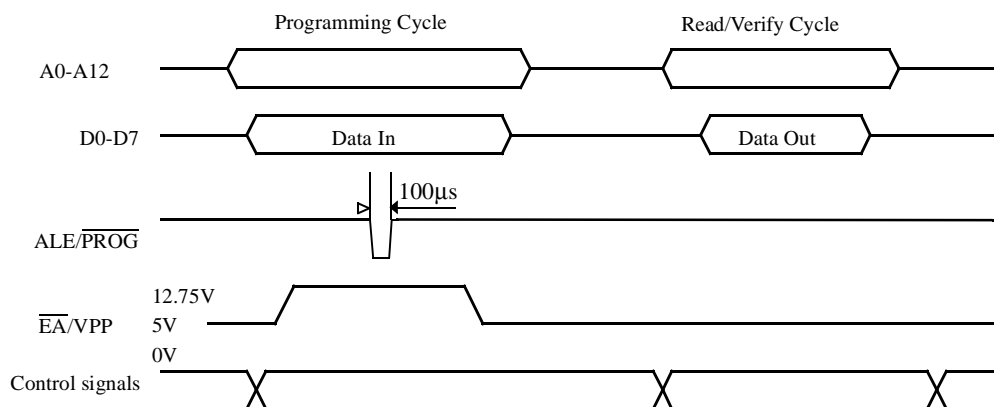 Programming Cycle Read/Verify Cycle
A0-A12
D0-D7 Data In Data Out
100μs
ALE/PROG
12.75V
EA/VPP 5V
0V
Control signals